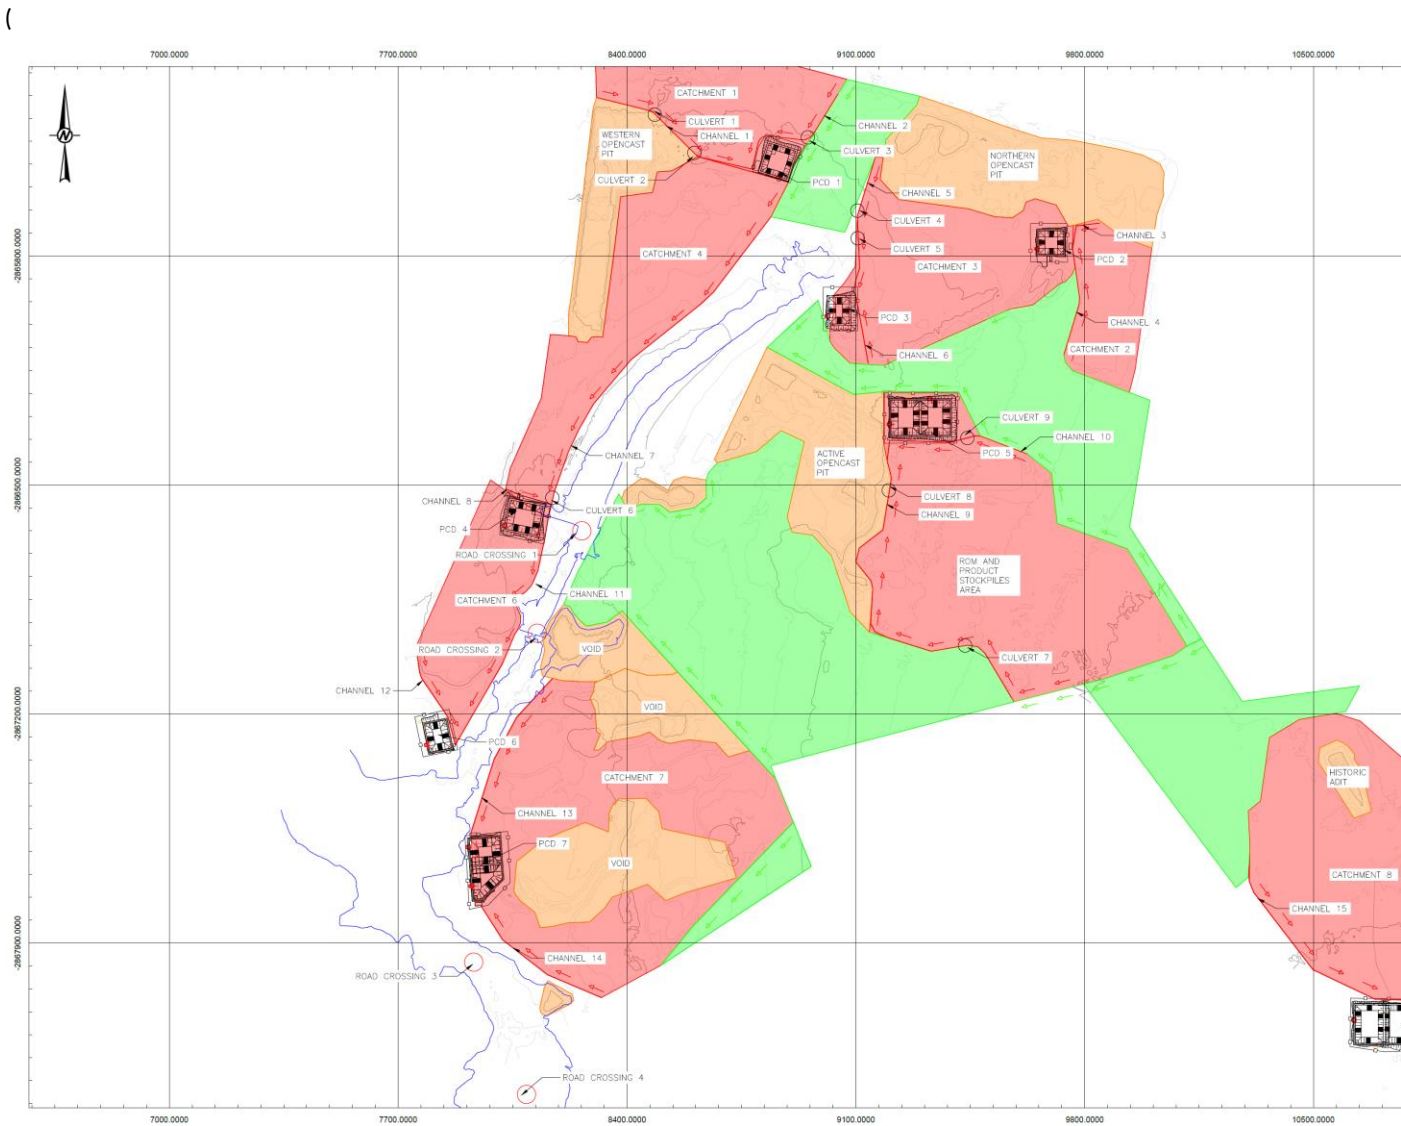 (
7000.0000 7700.0000 8400.0000 9100.0000 9800.0000 10500.0000
N
CATCHMENT 1
CULVERT 1
CHANNEL 1
WESTERN
OPENCAST
PIT
CULVERT 2
CHANNEL 2
CULVERT 3
PCD 1
NORTHERN
OPENCAST
PIT
CHANNEL 5
CULVERT 4
CULVERT 5
CHANNEL 3
PCD 2
CATCHMENT 4
CATCHMENT 3
-2865800.0000
PCD 3
CHANNEL 4
CATCHMENT 2
CHANNEL 6
CULVERT 9
CHANNEL 10
PCD 5
CHANNEL 7
ACTIVE
OPENCAST
PIT
-2866500.0000
CHANNEL 8
CULVERT 8
CULVERT 6
CHANNEL 9
PCD 4
ROAD CROSSING 1
ROM AND
PRODUCT
STOCKPILES
AREA
CHANNEL 11
CATCHMENT 6
ROAD CROSSING 2
VOID
CULVERT 7
CHANNEL 12
VOID
-2867200.0000
PCD 6
CATCHMENT 7
HISTORIC
ADIT
CHANNEL 13
PCD 7
VOID
CATCHMENT 8
CHANNEL 15
-2867900.0000
CHANNEL 14
ROAD CROSSING 3
ROAD CROSSING 4
7000.0000 7700.0000 8400.0000 9100.0000 9800.0000 10500.0000